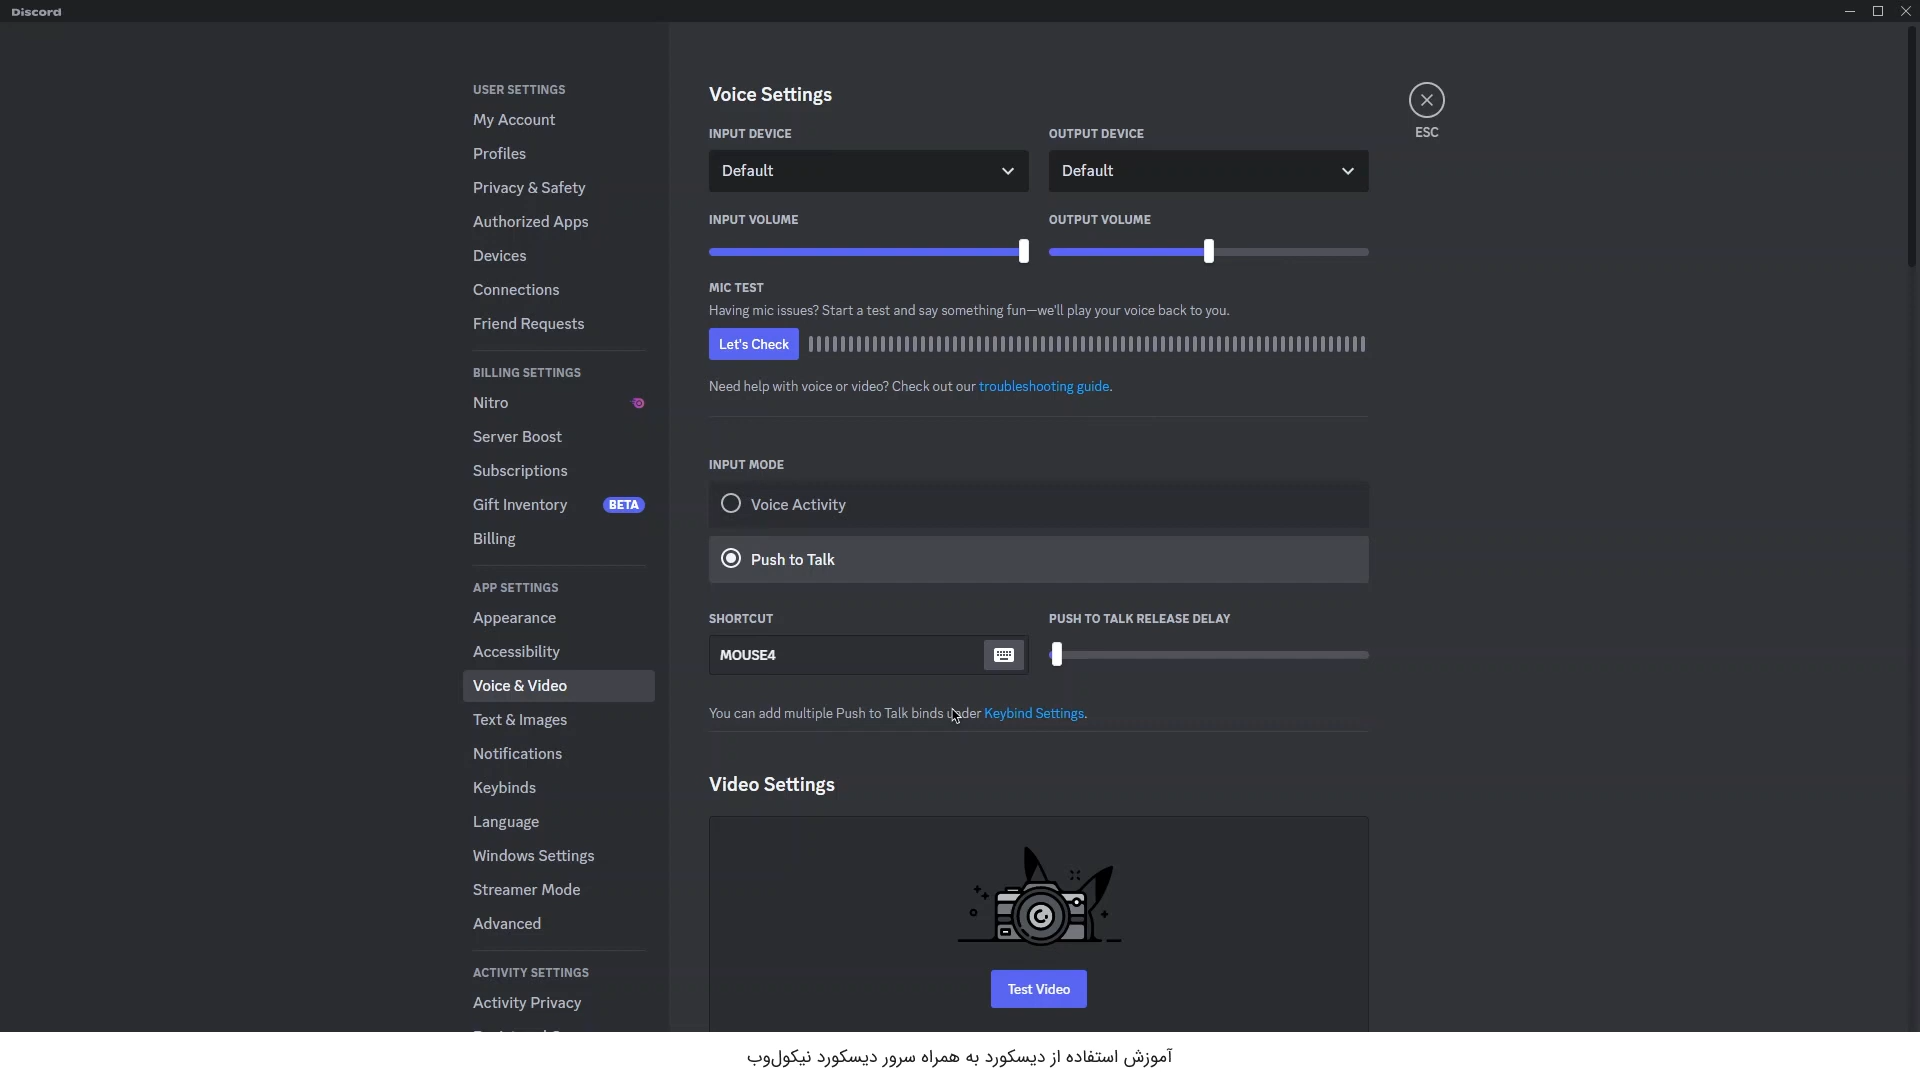 Discord
USER SETTINGS
My Account
Profiles
Privacy & Safety
Authorized Apps
Devices
Connections
Friend Requests
BILLING SETTINGS
Nitro
Server Boost
Subscriptions
Gift Inventory BETA
Billing
APP SETTINGS
Appearance
Accessibility
Voice & Video
Text & Images
Notifications
Keybinds
Language
Windows Settings
Streamer Mode
Advanced
ACTIVITY SETTINGS
Activity Privacy
Voice Settings
ESC
INPUT DEVICE
Default
OUTPUT DEVICE
Default
INPUT VOLUME
OUTPUT VOLUME
MIC TEST
Having mic issues? Start a test and say something fun—we'll play your voice back to you.
Let's Check
Need help with voice or video? Check out our troubleshooting guide.
INPUT MODE
Voice Activity
Push to Talk
SHORTCUT
MOUSE4
PUSH TO TALK RELEASE DELAY
You can add multiple Push to Talk binds under Keybind Settings.
Video Settings
Test Video
آموزش استفاده از دیسکورد به همراه سرور دیسکورد نیکول‌وب